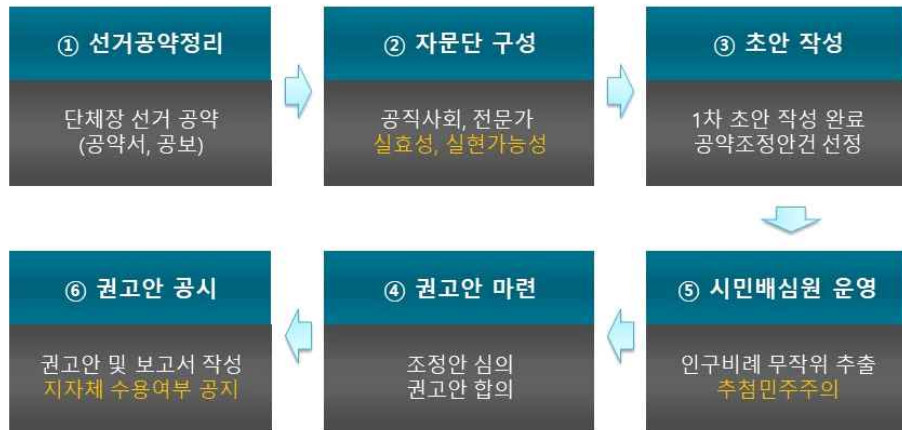 ① 선거공약정리
단체장 선거 공약
(공약서, 공보)
② 자문단 구성
공직사회, 전문가
실효성, 실현가능성
③ 초안 작성
1차 초안 작성 완료
공약조정안건 선정
⑥ 권고안 공시
권고안 및 보고서 작성
지자체 수용여부 공지
④ 권고안 마련
조정안 심의
권고안 합의
⑤ 시민배심원 운영
인구비례 무작위 추출
추첨민주주의